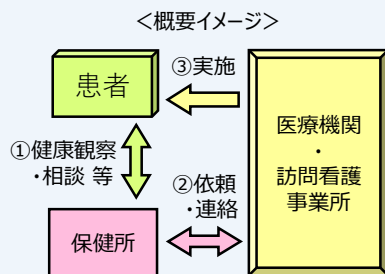 <概要イメージ>
患者
③実施
①健康観察
・相談 等
②依頼
・連絡
保健所
医療機関
・
訪問看護
事業所